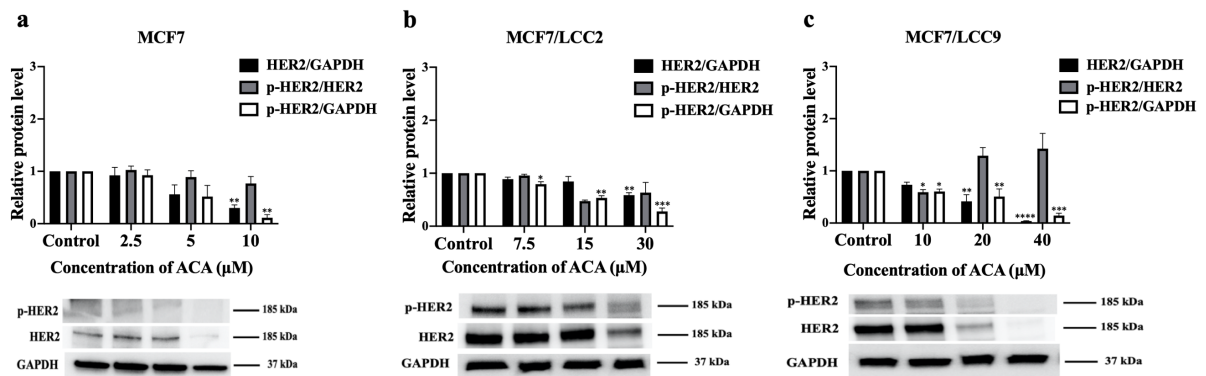 a
MCF7
HER2/GAPDH
p-HER2/HER2
p-HER2/GAPDH
Relative protein level
3
2
1
0
** **
Control 2.5 5 10
Concentration of ACA (μM)
p-HER2 185 kDa
HER2 185 kDa
GAPDH 37 kDa
b
MCF7/LCC2
HER2/GAPDH
p-HER2/HER2
p-HER2/GAPDH
Relative protein level
3
2
1
0
* ** ** ***
Control 7.5 15 30
Concentration of ACA (μM)
p-HER2 185 kDa
HER2 185 kDa
GAPDH 37 kDa
c
MCF7/LCC9
HER2/GAPDH
p-HER2/HER2
p-HER2/GAPDH
Relative protein level
3
2
1
0
* * ** ** **** ***
Control 10 20 40
Concentration of ACA (μM)
p-HER2 185 kDa
HER2 185 kDa
GAPDH 37 kDa